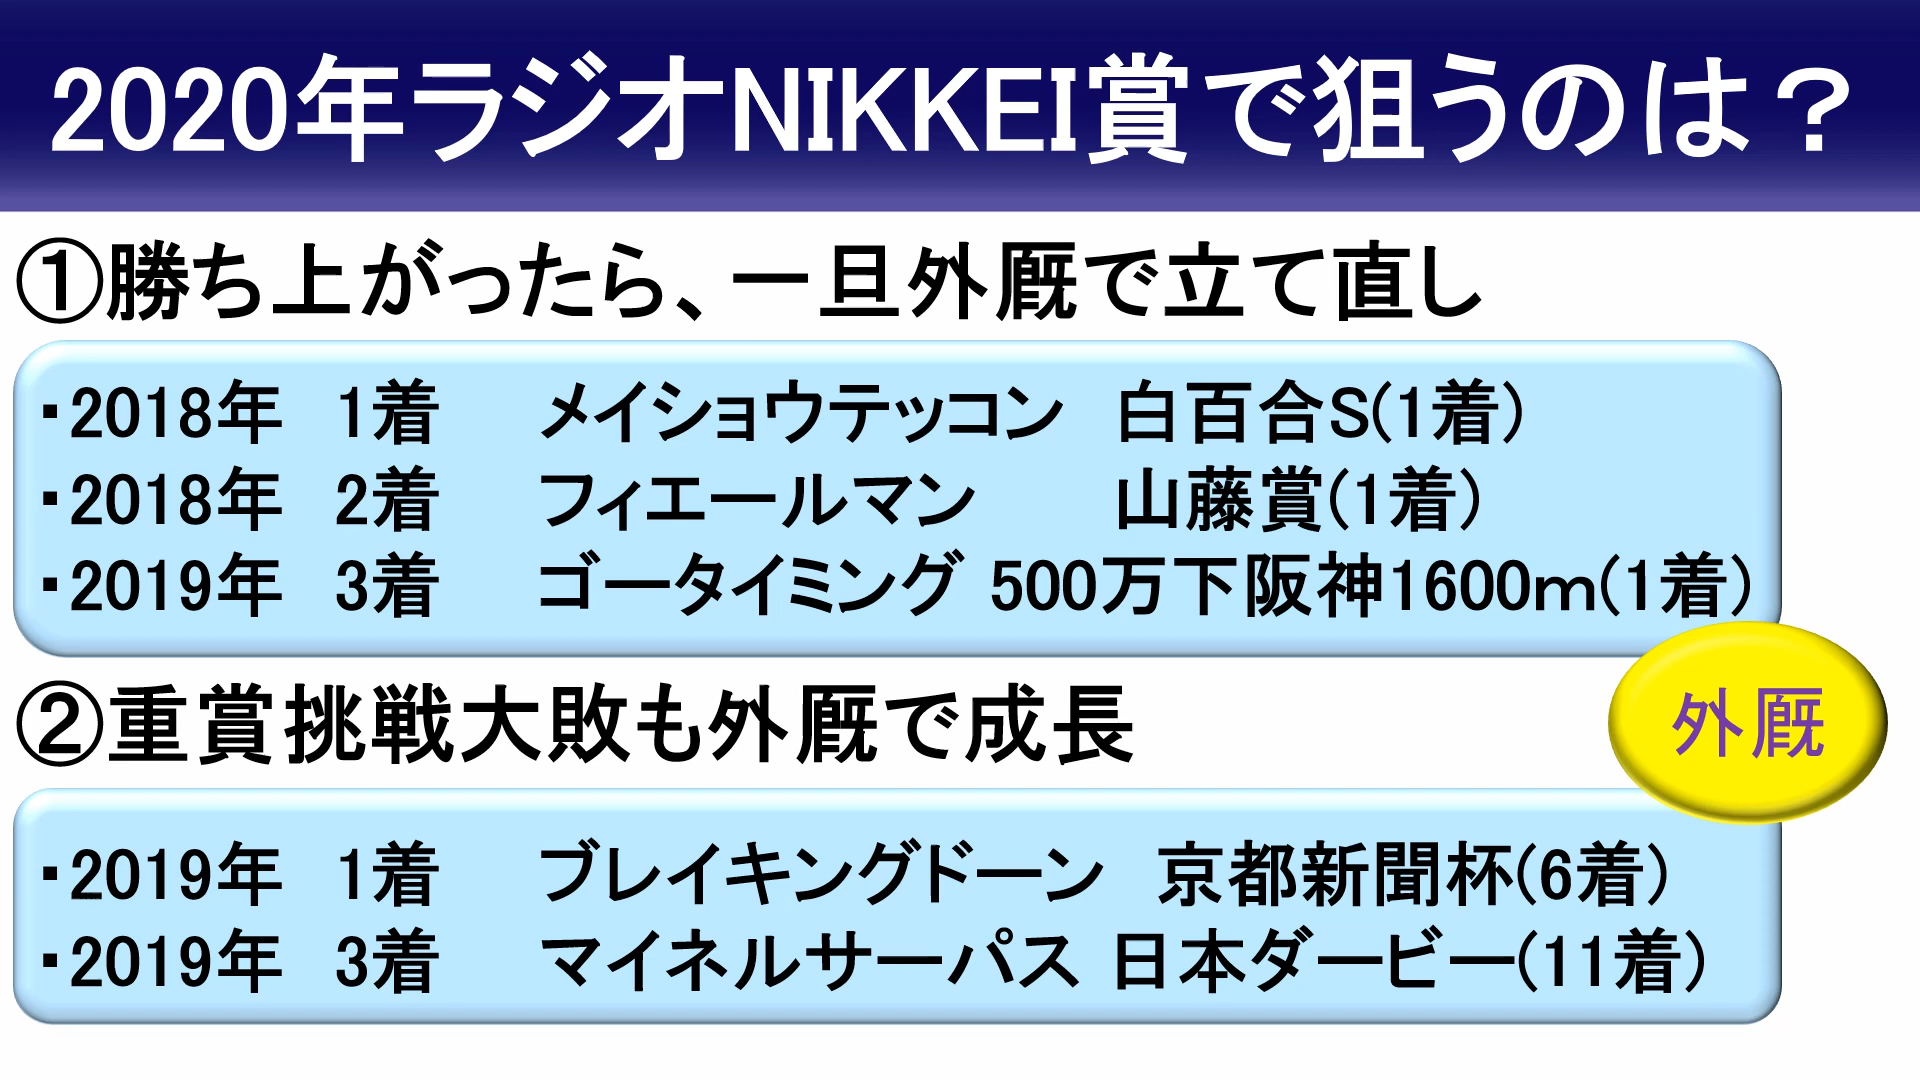 2020年ラジオNIKKEI賞で狙うのは？
①勝ち上がったら、一旦外厩で立て直し
・2018年 1着 メイショウテッコン 白百合S(1着)
・2018年 2着 フィエールマン 山藤賞(1着)
・2019年 3着 ゴータイミング 500万下阪神1600m(1着)
②重賞挑戦大敗も外厩で成長
外厩
・2019年 1着 ブレイキングドーン 京都新聞杯(6着)
・2019年 3着 マイネルサーパス 日本ダービー(11着)